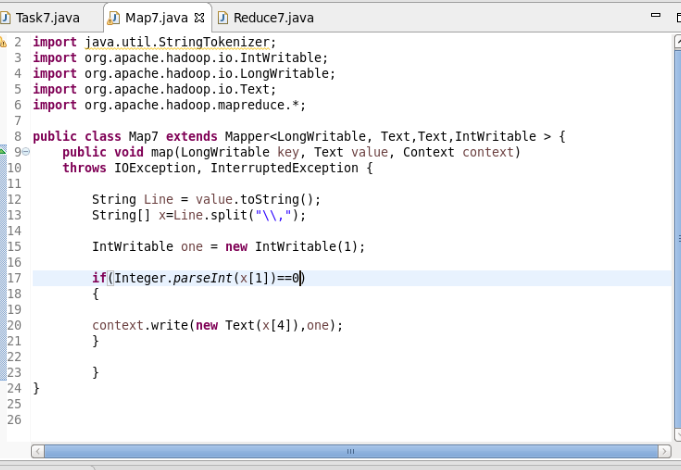 Task7.java Map7.java Reduce7.java
2 import java.util.StringTokenizer;
3 import org.apache.hadoop.io.IntWritable;
4 import org.apache.hadoop.io.LongWritable;
5 import org.apache.hadoop.io.Text;
6 import org.apache.hadoop.mapreduce.*;
7
8 public class Map7 extends Mapper<LongWritable, Text,Text,IntWritable > {
9 public void map(LongWritable key, Text value, Context context)
10 throws IOException, InterruptedException {
11
12 String Line = value.toString();
13 String[] x=Line.split("\\,");
14
15 IntWritable one = new IntWritable(1);
16
17 if(Integer.parseInt(x[1])==0)
18 {
19
20 context.write(new Text(x[4]),one);
21 }
22
23 }
24 }
25
26